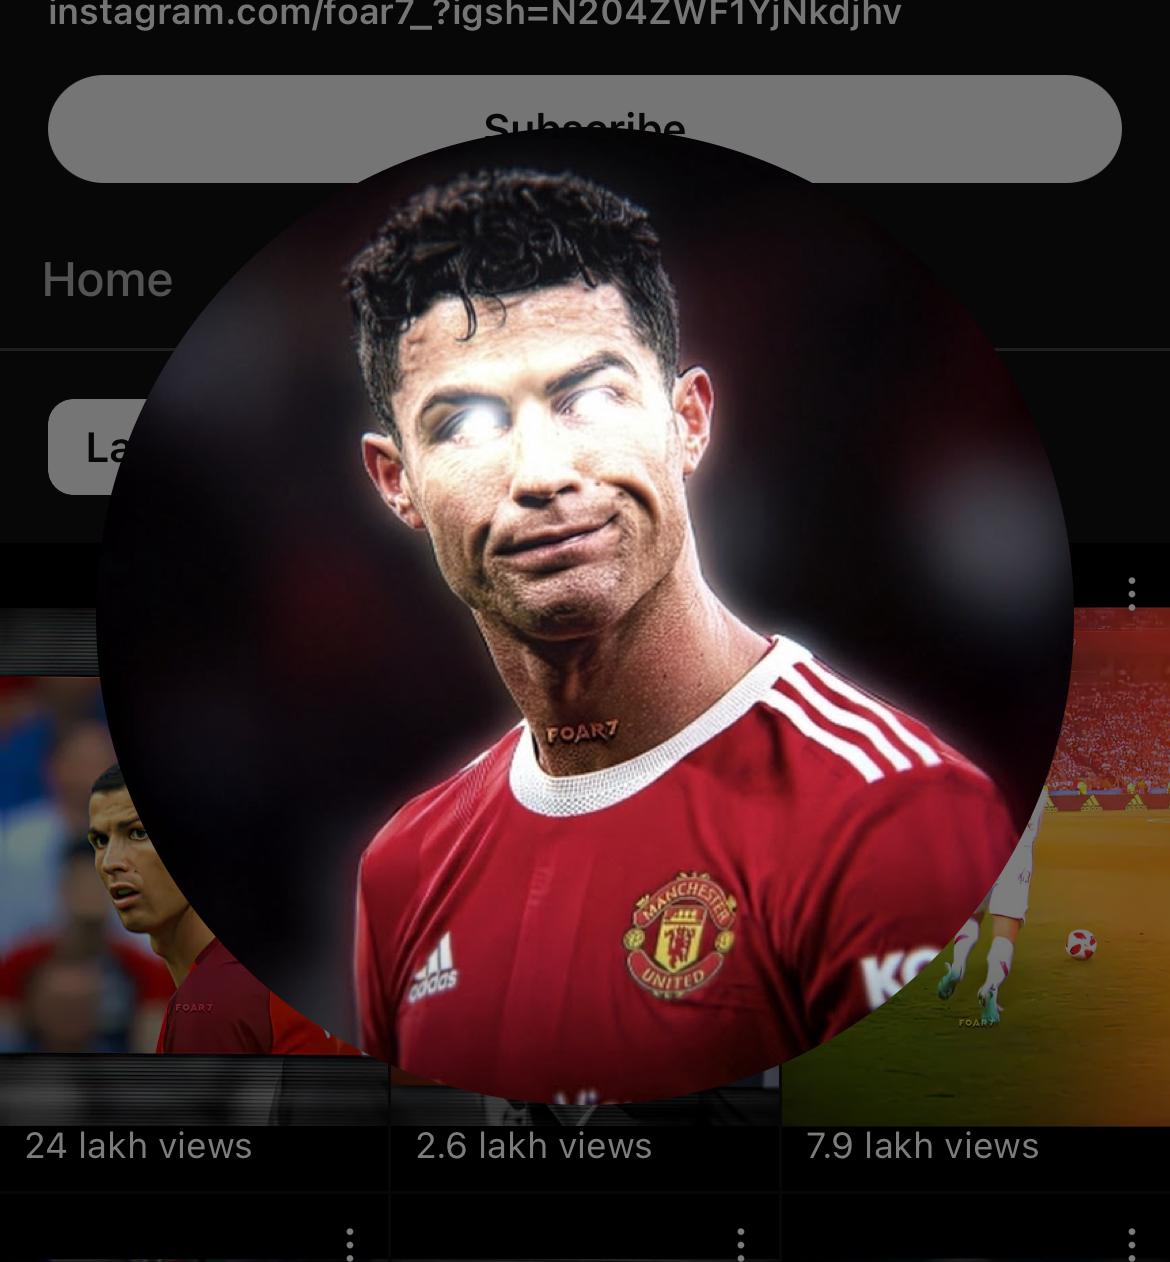 instagram.com/foar7_?igsh=N204ZWF1YjNkdjhv
Subscribe
Home
La
FOAR7
MANCHESTER
UNITED
adidas
KO
FOAR7
FOAR7
24 lakh views
2.6 lakh views
7.9 lakh views